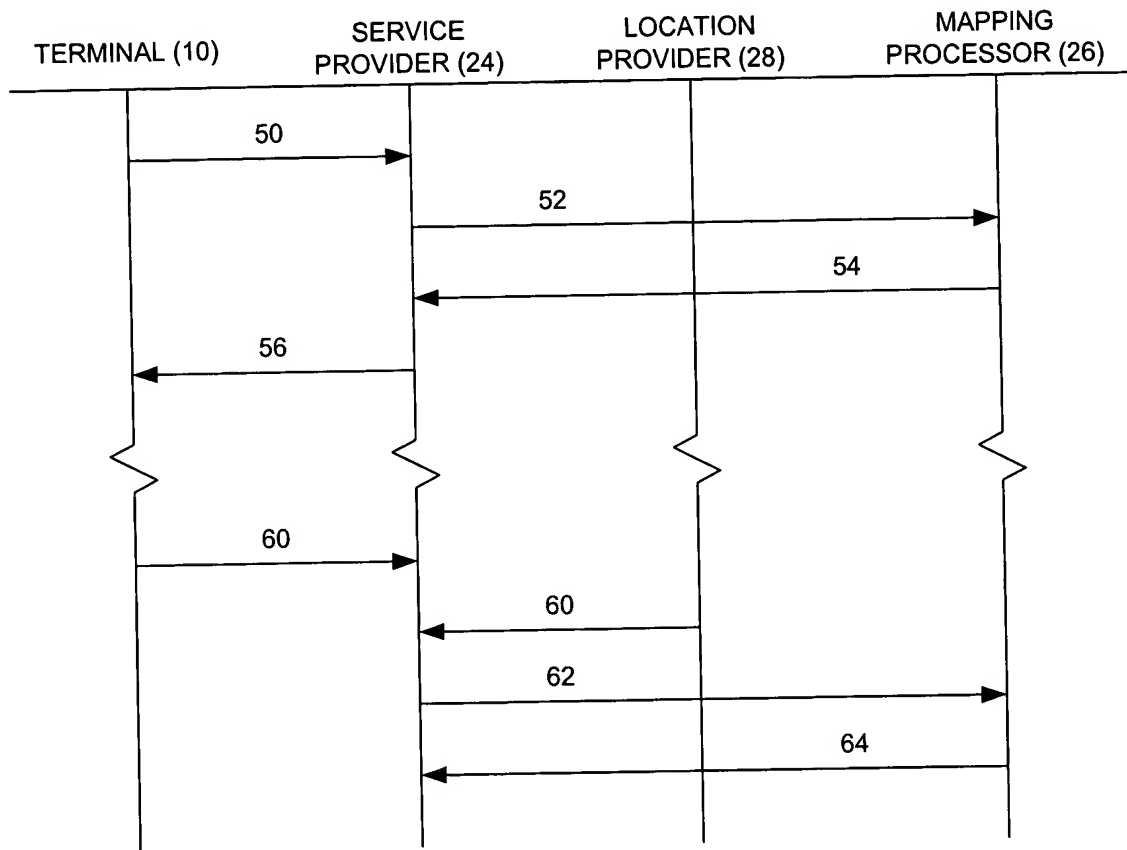 TERMINAL (10)
SERVICE
PROVIDER (24)
LOCATION
PROVIDER (28)
MAPPING
PROCESSOR (26)
50
52
54
56
60
60
62
64